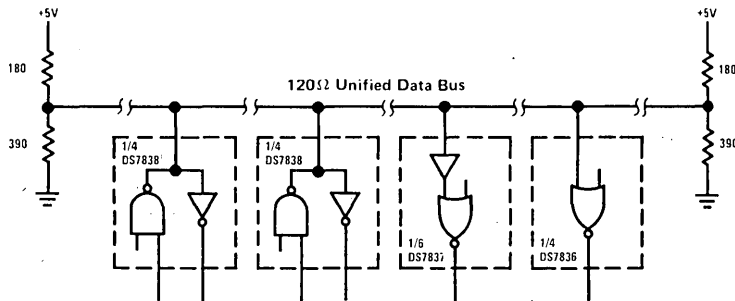 +5V
+5V
180
180
120Ω Unified Data Bus
390
390
1/4
DS7838
1/4
DS7838
1/6
DS7837
1/4
DS7836